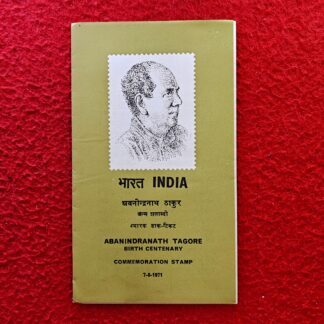 भारत INDIA
अवनीन्द्रनाथ ठाकुर
जन्म शताब्दी
स्मारक डाक-टिकट
ABANINDRANATH TAGORE
BIRTH CENTENARY
COMMEMORATION STAMP
7-8-1971